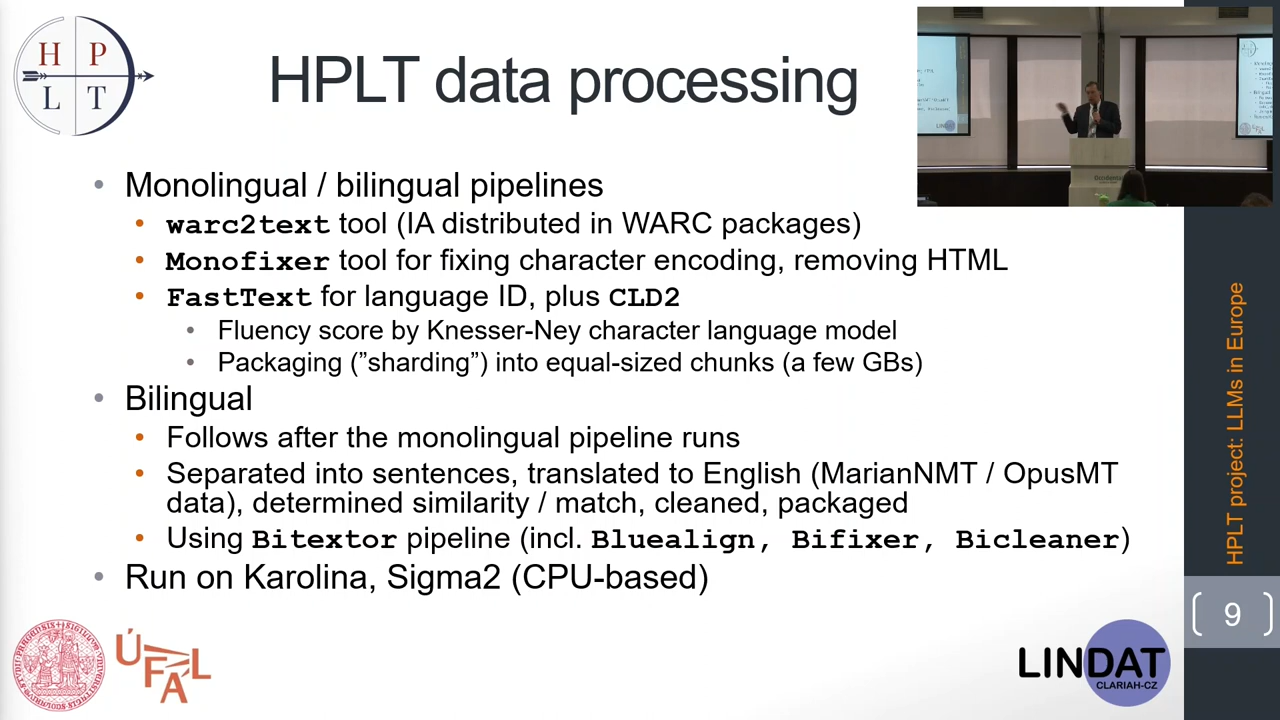 H P
L T
HPLT data processing
• Monolingual / bilingual pipelines
• warc2text tool (IA distributed in WARC packages)
• Monofixer tool for fixing character encoding, removing HTML
• FastText for language ID, plus CLD2
• Fluency score by Knesser-Ney character language model
• Packaging (”sharding”) into equal-sized chunks (a few GBs)
• Bilingual
• Follows after the monolingual pipeline runs
• Separated into sentences, translated to English (MarianNMT / OpusMT
data), determined similarity / match, cleaned, packaged
• Using Bitextor pipeline (incl. Bluealign, Bifixer, Bicleaner)
• Run on Karolina, Sigma2 (CPU-based)
HPLT project: LLMs in Europe
9
ÚFAL
LINDAT
CLARIAH-CZ